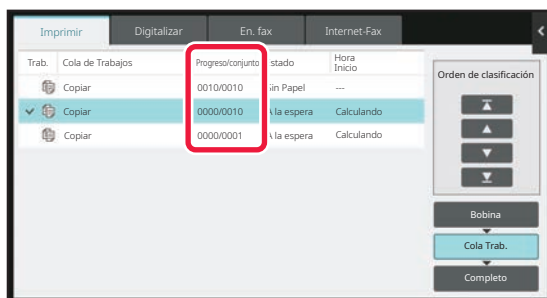 Imprimir Digitalizar En. fax Internet-Fax
Trab. Cola de Trabajos Progreso/conjunto stado Hora Inicio
Copiar 0010/0010 in Papel ---
Copiar 0000/0010 A la espera Calculando
Copiar 0000/0001 A la espera Calculando
Orden de clasificación
Bobina
Cola Trab.
Completo